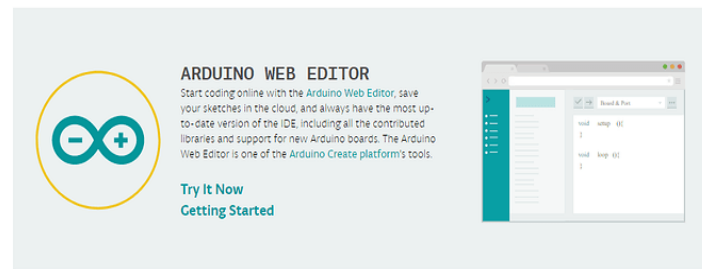 ARDUINO WEB EDITOR
Start coding online with the Arduino Web Editor, save
your sketches in the cloud, and always have the most up-
to-date version of the IDE, including all the contributed
libraries and support for new Arduino boards. The Arduino
Web Editor is one of the Arduino Create platform's tools.
Try It Now
Getting Started
Board & Port
void setup (){
}
void loop (){
}